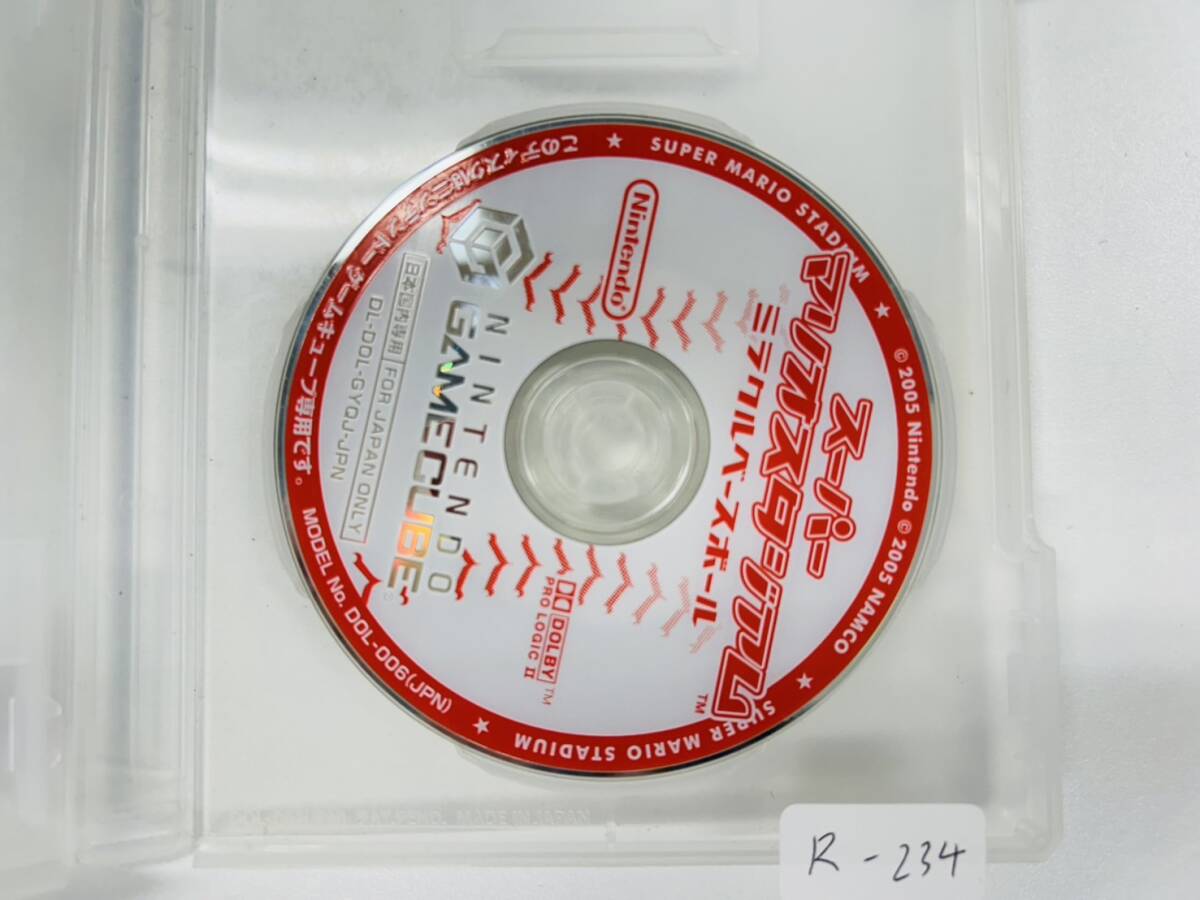 スーパー
マリオスタジアム
TM
ミラクルベースボール
Nintendo®
DOLBY™
PRO LOGIC II
NINTENDO
GAMECUBE®
日本国内専用 FOR JAPAN ONLY
DL-DOL-GYQJ-JPN
★ SUPER MARIO STADIUM ★
© 2005 Nintendo © 2005 NAMCO
★ SUPER MARIO STADIUM ★
MODEL No. DOL-006(JPN)
このディスクはニンテンドー ゲームキューブ専用です。
MADE IN JAPAN
R-234